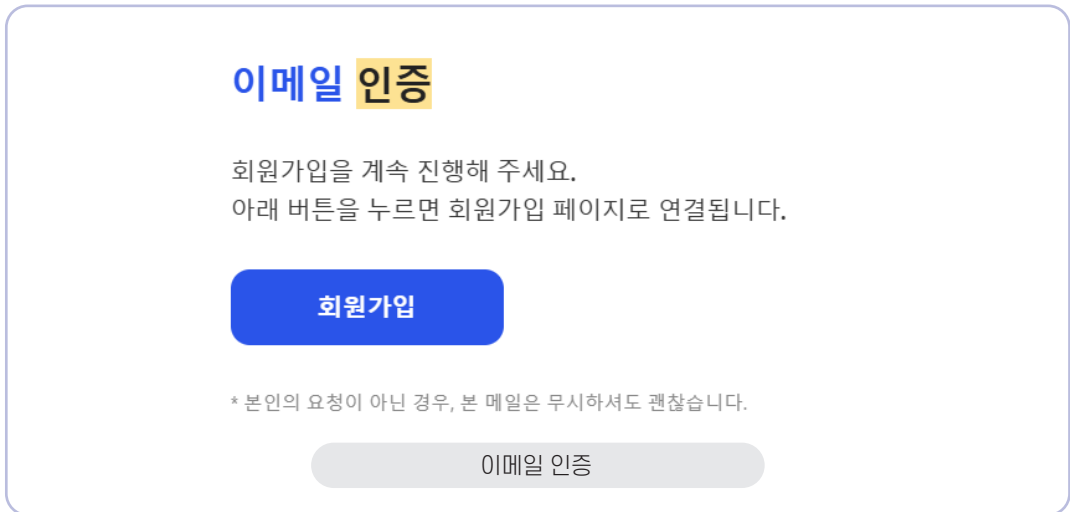 이메일 인증
회원가입을 계속 진행해 주세요.
아래 버튼을 누르면 회원가입 페이지로 연결됩니다.
회원가입
* 본인의 요청이 아닌 경우, 본 메일은 무시하셔도 괜찮습니다.
이메일 인증